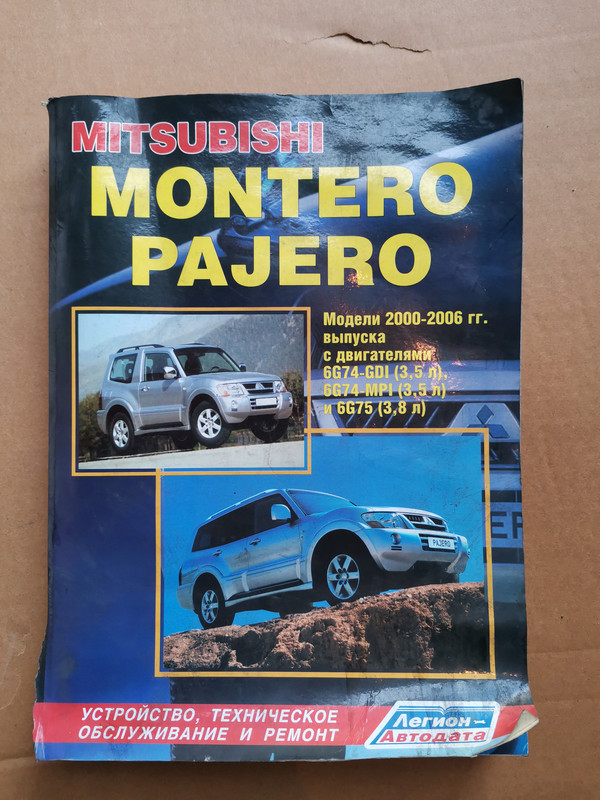 MITSUBISHI
MONTERO
PAJERO
Модели 2000-2006 гг.
выпуска
с двигателями
6G74-GDI (3,5 л),
6G74-MPI (3,5 л)
и 6G75 (3,8 л)
PAJERO
УСТРОЙСТВО, ТЕХНИЧЕСКОЕ
ОБСЛУЖИВАНИЕ И РЕМОНТ
Легион-
Автодата